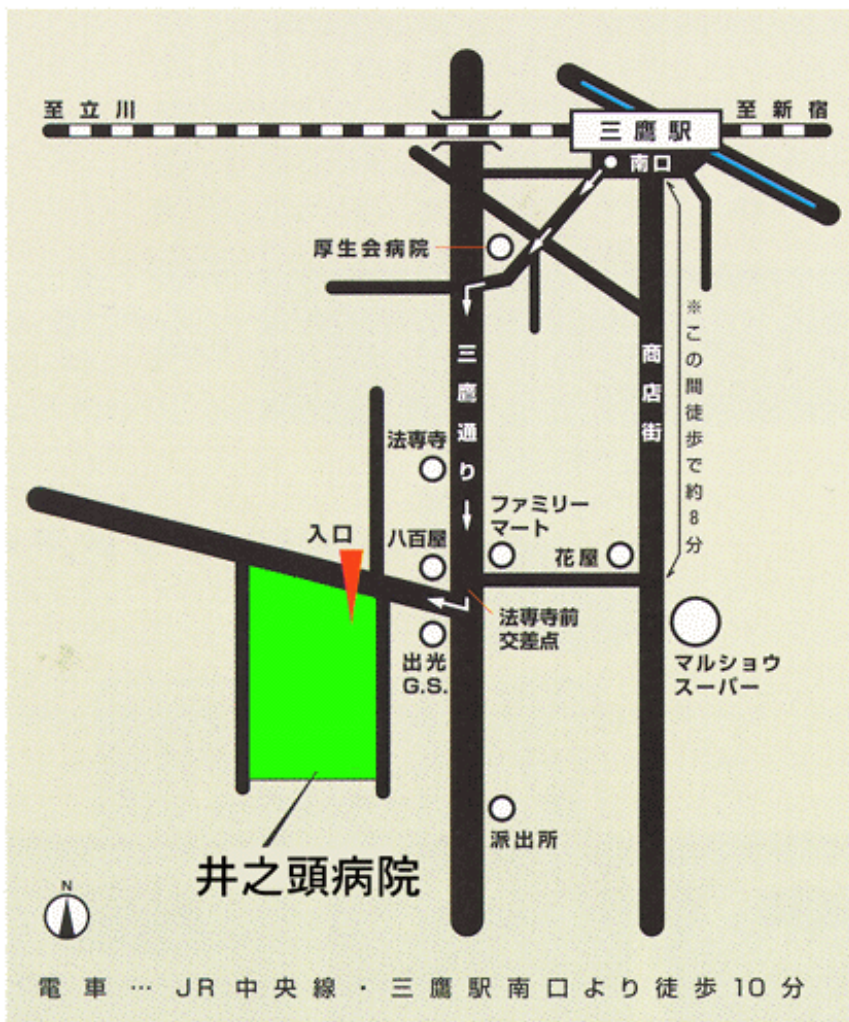 至立川
至新宿
三鷹駅
南口
厚生会病院
三鷹通り
商店街
※この間徒歩で約8分
法専寺
ファミリー
マート
入口
八百屋
花屋
法専寺前
交差点
出光
G.S.
マルショウ
スーパー
派出所
井之頭病院
N
電車…JR中央線・三鷹駅南口より徒歩10分